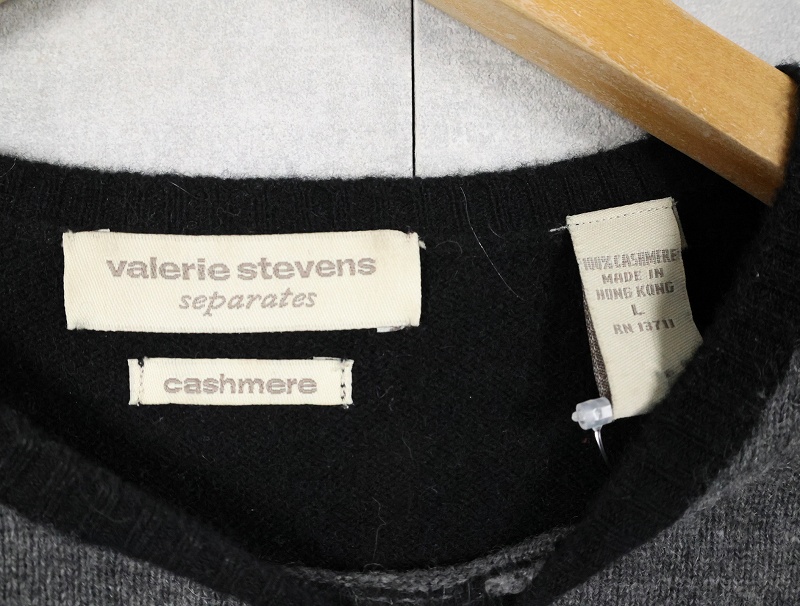 valerie stevens
separates
cashmere
100% CASHMERE
MADE IN
HONG KONG
L
RN 13711